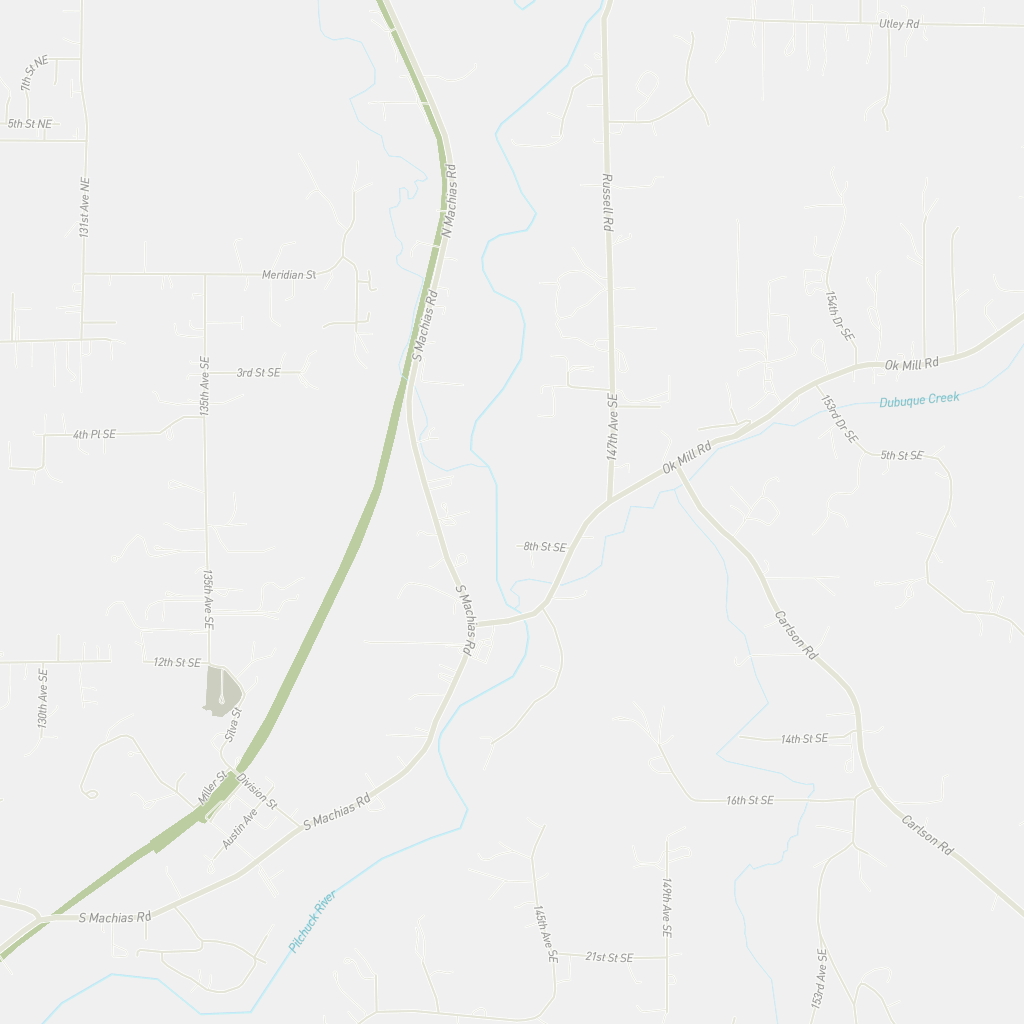 Utley Rd
7th St NE
5th St NE
N Machias Rd
131st Ave NE
Russell Rd
Meridian St
S Machias Rd
154th Dr SE
Ok Mill Rd
3rd St SE
135th Ave SE
Dubuque Creek
153rd Dr SE
147th Ave SE
4th Pl SE
Ok Mill Rd
5th St SE
8th St SE
135th Ave SE
S Machias Rd
Carlson Rd
12th St SE
130th Ave SE
Silva St
14th St SE
Miller St
Division St
16th St SE
S Machias Rd
Austin Ave
Carlson Rd
149th Ave SE
S Machias Rd
Pilchuck River
145th Ave SE
21st St SE
153rd Ave SE